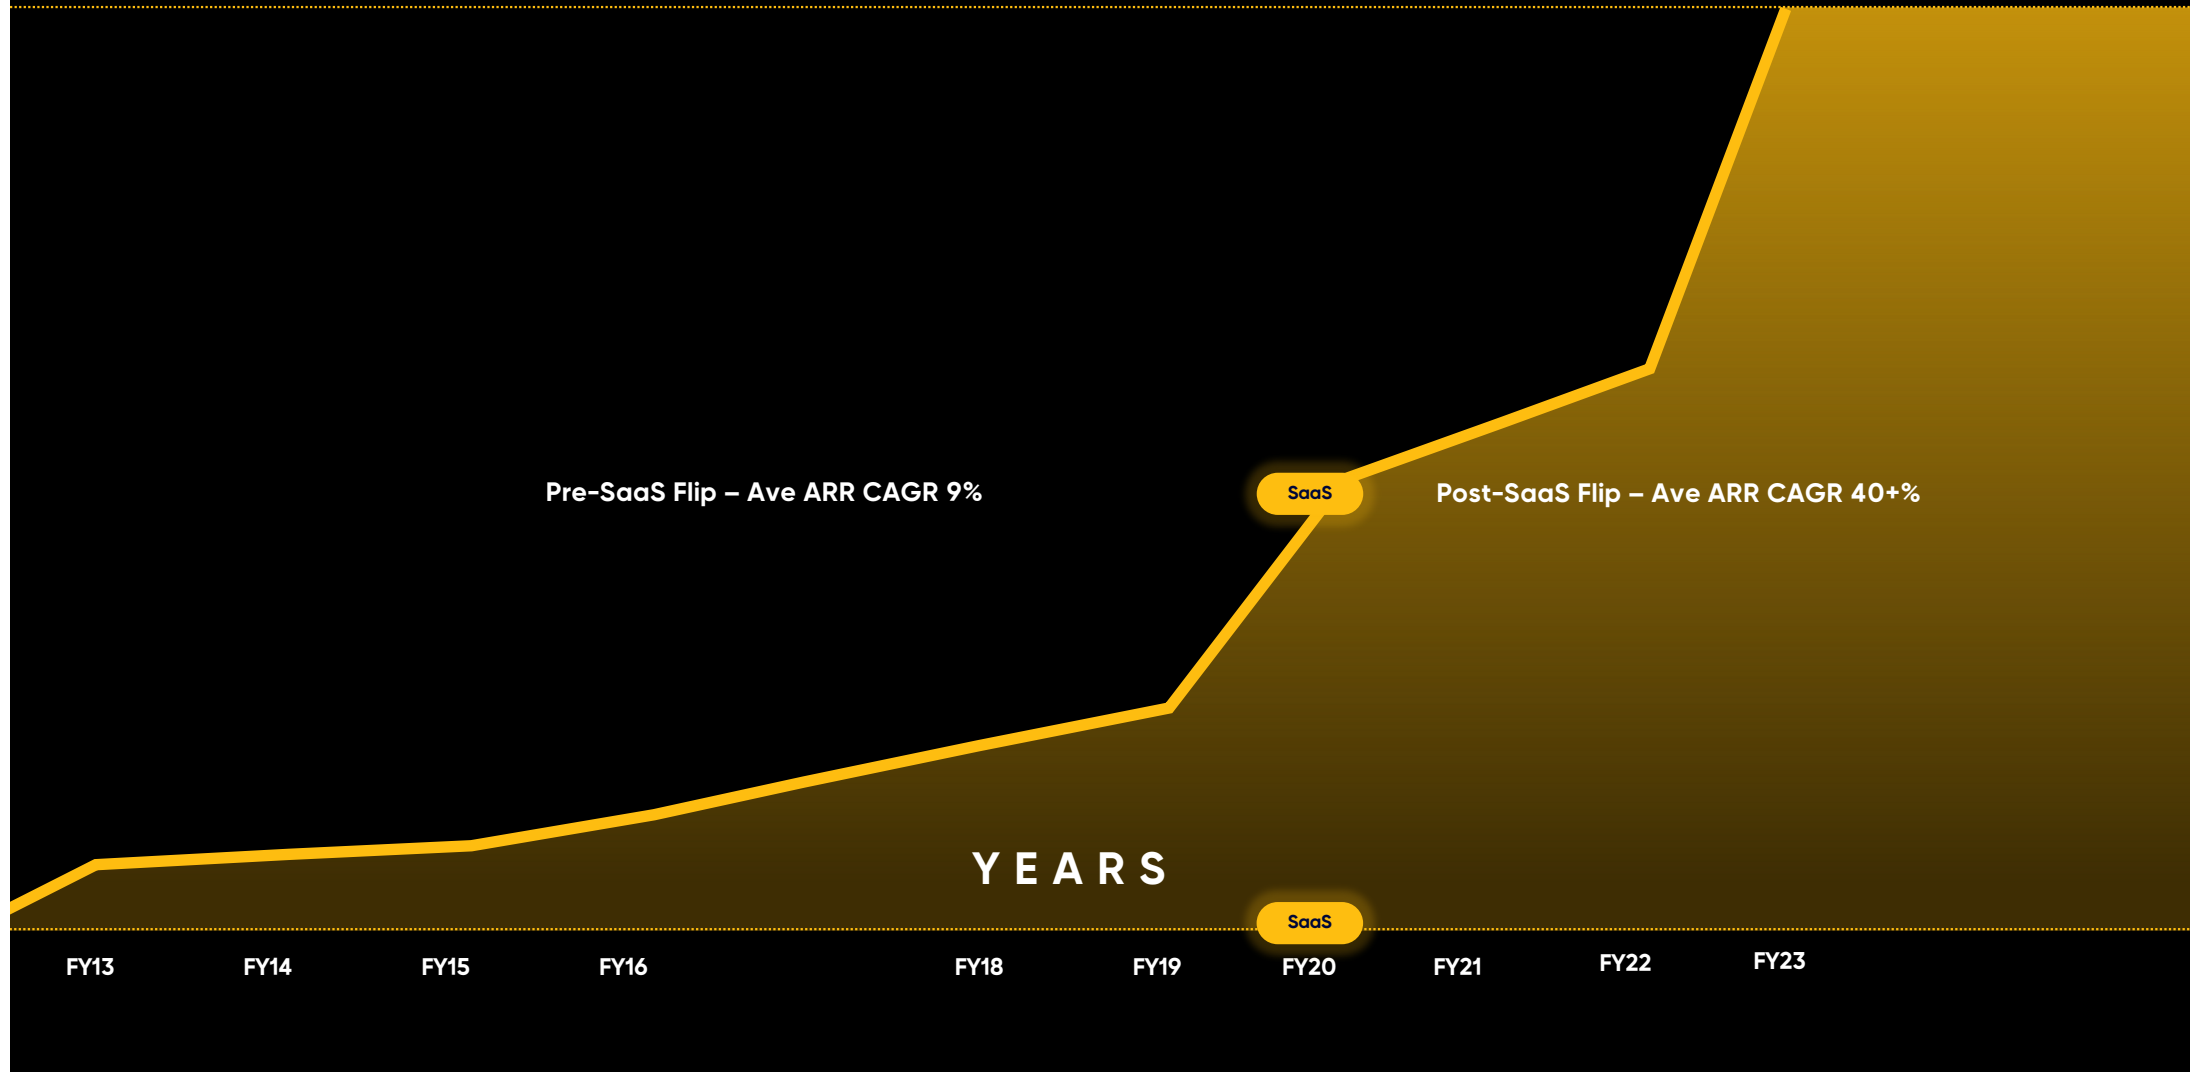 Pre-SaaS Flip – Ave ARR CAGR 9%
SaaS
Post-SaaS Flip – Ave ARR CAGR 40+%
YEARS
SaaS
FY13 FY14 FY15 FY16 FY18 FY19 FY20 FY21 FY22 FY23